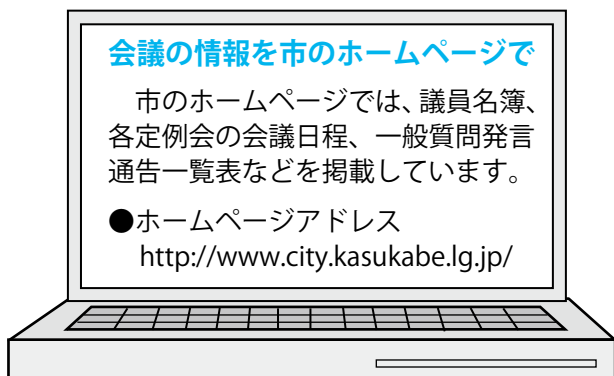 会議の情報を市のホームページで
　市のホームページでは、議員名簿、
各定例会の会議日程、一般質問発言
通告一覧表などを掲載しています。
●ホームページアドレス
http://www.city.kasukabe.lg.jp/